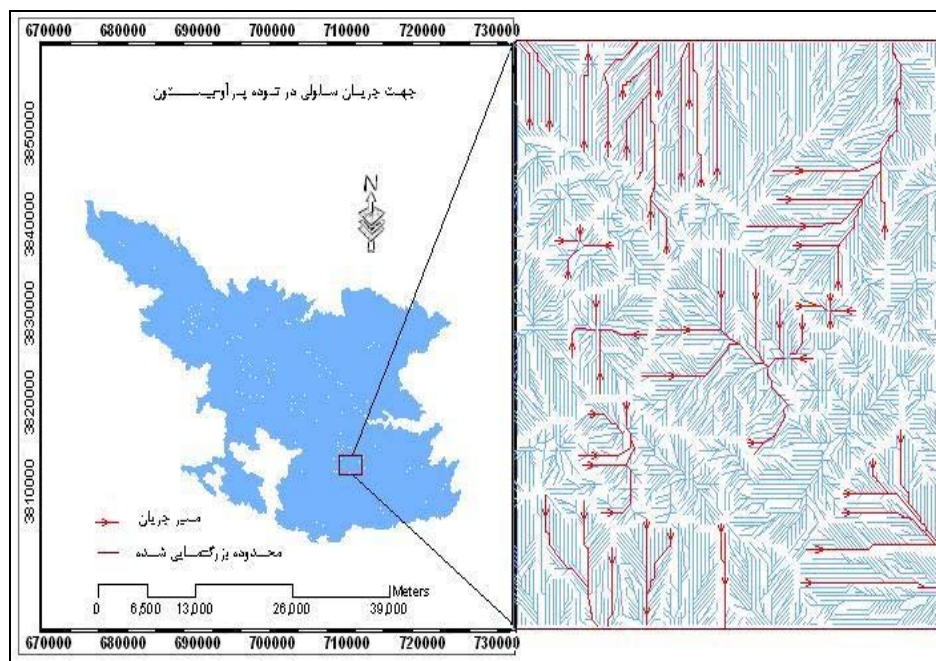 670000 680000 690000 700000 710000 720000 730000
جهت جریان سلولی در توده پرآو-بیستون
N
3850000
3840000
3830000
3820000
3810000
مسیر جریان
محدوده بزرگنمایی شده
Meters
0 6,500 13,000 26,000 39,000
670000 680000 690000 700000 710000 720000 730000